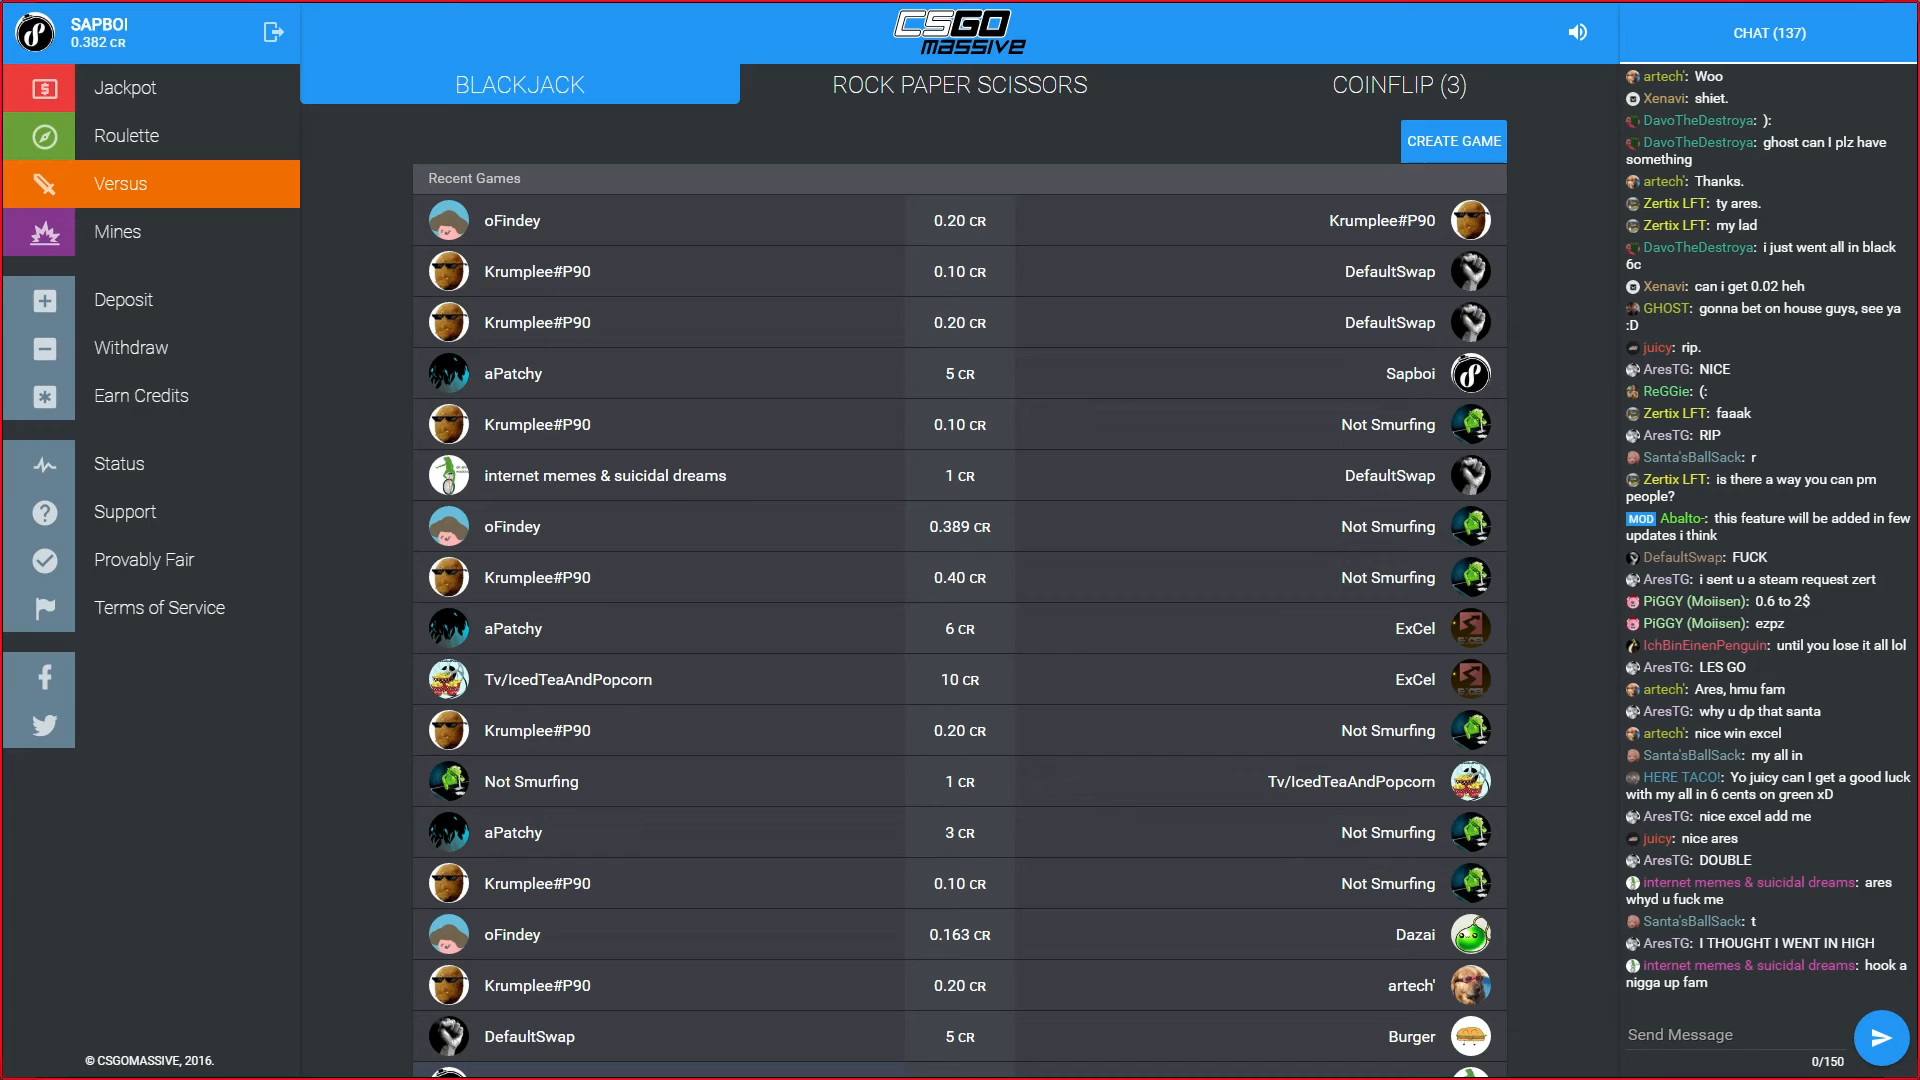 SAPBOI
0.382 CR
CSGO
MASSIVE
CHAT (137)
Jackpot
Roulette
Versus
Mines
Deposit
Withdraw
Earn Credits
Status
Support
Provably Fair
Terms of Service
© CSGOMASSIVE, 2016.
BLACKJACK
ROCK PAPER SCISSORS
COINFLIP (3)
CREATE GAME
Recent Games
oFindey 0.20 CR Krumplee#P90
Krumplee#P90 0.10 CR DefaultSwap
Krumplee#P90 0.20 CR DefaultSwap
aPatchy 5 CR Sapboi
Krumplee#P90 0.10 CR Not Smurfing
internet memes & suicidal dreams 1 CR DefaultSwap
oFindey 0.389 CR Not Smurfing
Krumplee#P90 0.40 CR Not Smurfing
aPatchy 6 CR ExCel
Tv/IcedTeaAndPopcorn 10 CR ExCel
Krumplee#P90 0.20 CR Not Smurfing
Not Smurfing 1 CR Tv/IcedTeaAndPopcorn
aPatchy 3 CR Not Smurfing
Krumplee#P90 0.10 CR Not Smurfing
oFindey 0.163 CR Dazai
Krumplee#P90 0.20 CR artech'
DefaultSwap 5 CR Burger
artech': Woo
Xenavi: shiet.
DavoTheDestroya: ):
DavoTheDestroya: ghost can I plz have
something
artech': Thanks.
Zertix LFT: ty ares.
Zertix LFT: my lad
DavoTheDestroya: i just went all in black
6c
Xenavi: can i get 0.02 heh
GHOST: gonna bet on house guys, see ya
:D
juicy: rip.
AresTG: NICE
ReGGie: (:
Zertix LFT: faaak
AresTG: RIP
Santa'sBallSack: r
Zertix LFT: is there a way you can pm
people?
MOD Abalto-: this feature will be added in few
updates i think
DefaultSwap: FUCK
AresTG: i sent u a steam request zert
PiGGY (Moiisen): 0.6 to 2$
PiGGY (Moiisen): ezpz
IchBinEinenPenguin: until you lose it all lol
AresTG: LES GO
artech': Ares, hmu fam
AresTG: why u dp that santa
artech': nice win excel
Santa'sBallSack: my all in
HERE TACO!: Yo juicy can I get a good luck
with my all in 6 cents on green xD
AresTG: nice excel add me
juicy: nice ares
AresTG: DOUBLE
internet memes & suicidal dreams: ares
whyd u fuck me
Santa'sBallSack: t
AresTG: I THOUGHT I WENT IN HIGH
internet memes & suicidal dreams: hook a
nigga up fam
Send Message
0/150